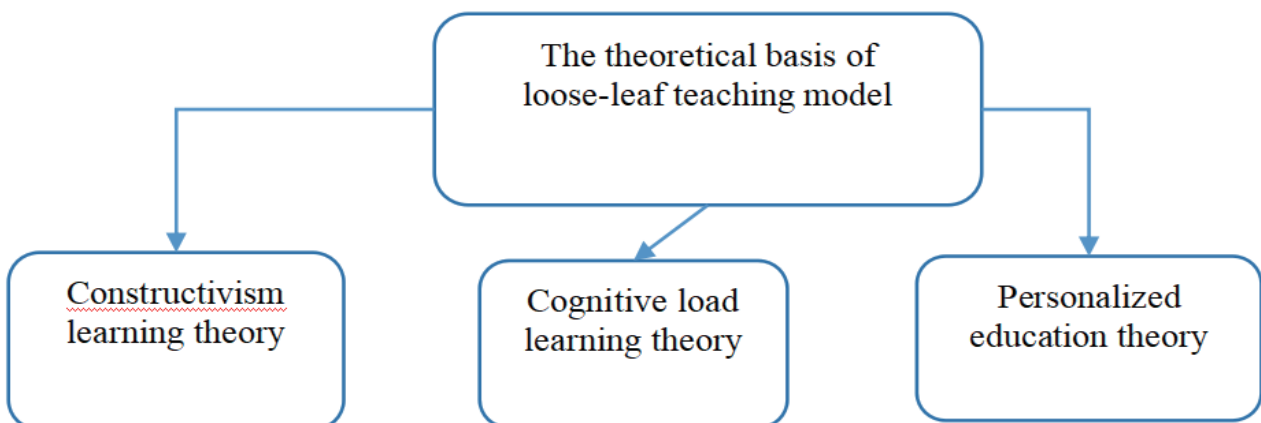 The theoretical basis of
loose-leaf teaching model
Constructivism
learning theory
Cognitive load
learning theory
Personalized
education theory